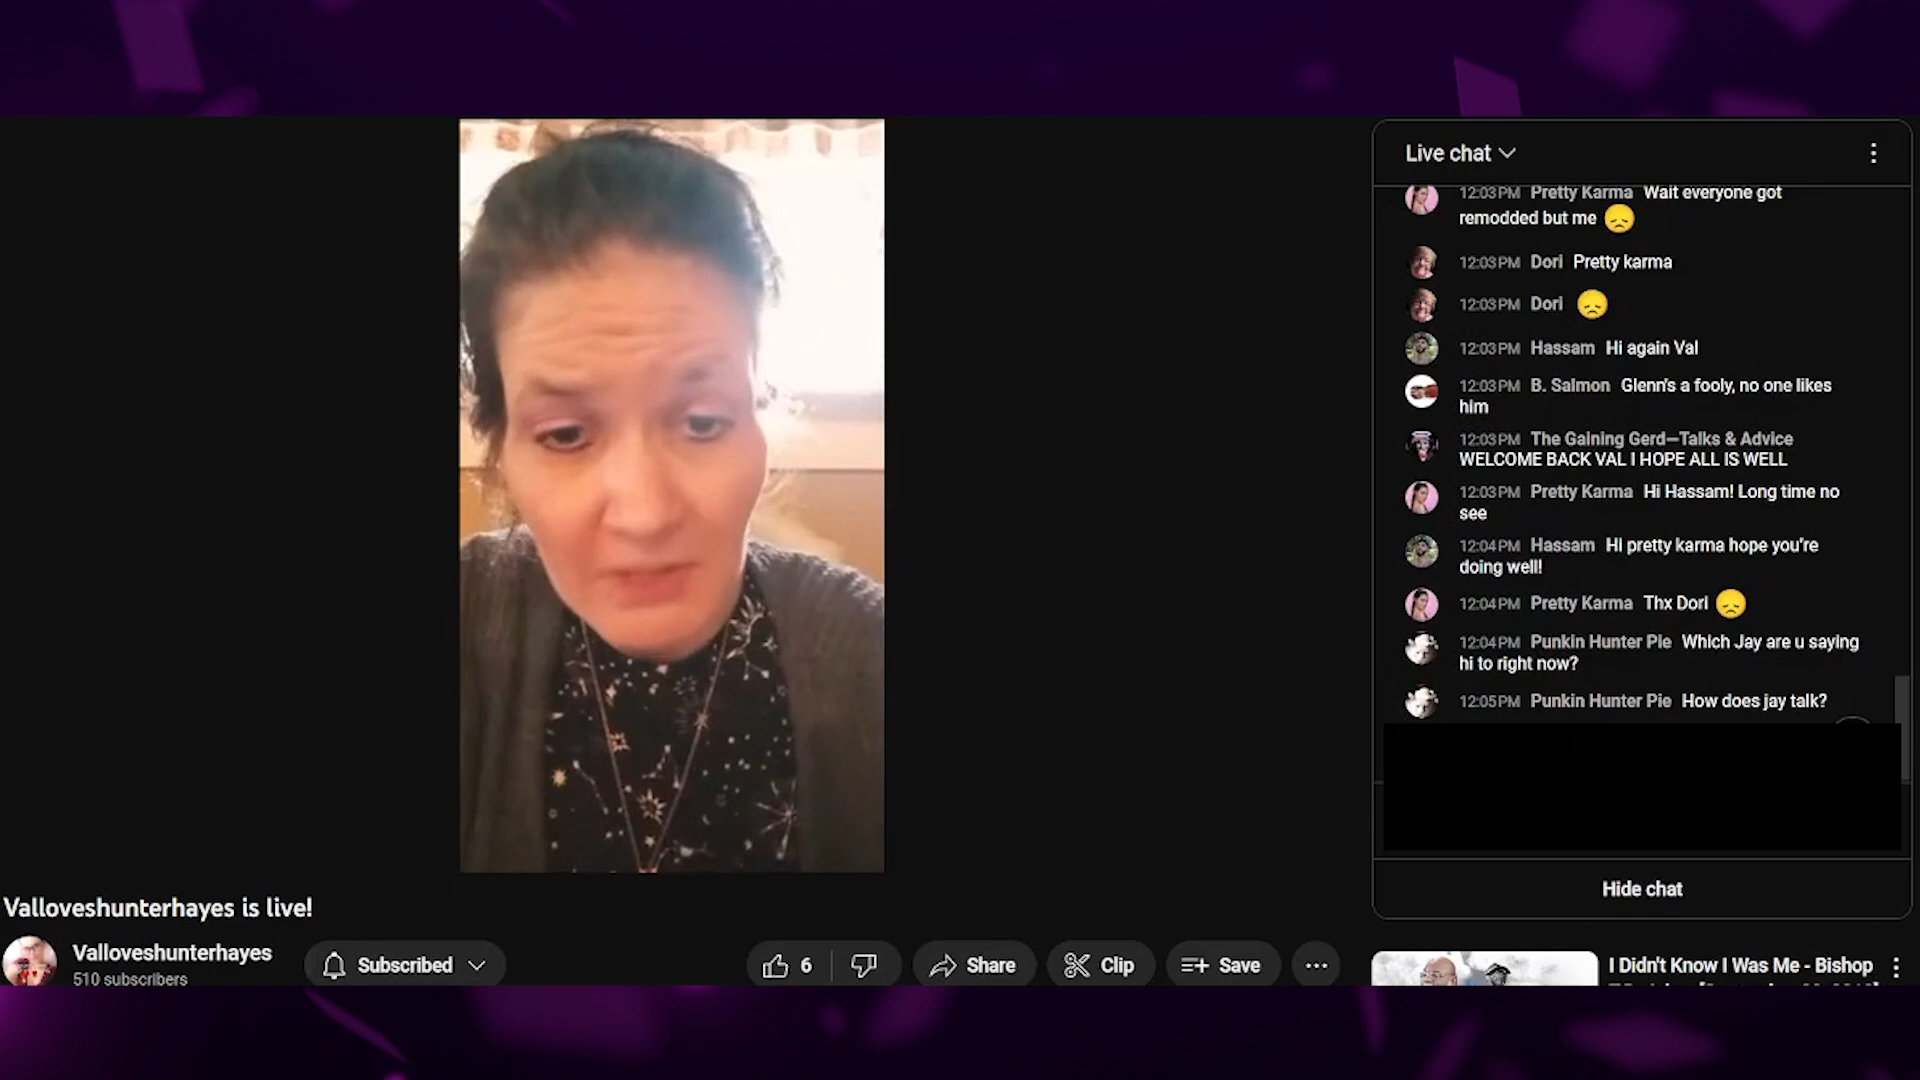 Live chat
12:03 PM Pretty Karma Wait everyone got
remodded but me
12:03 PM Dori Pretty karma
12:03 PM Dori
12:03 PM Hassam Hi again Val
12:03 PM B. Salmon Glenn's a fooly, no one likes
him
12:03 PM The Gaining Gerd—Talks & Advice
WELCOME BACK VAL I HOPE ALL IS WELL
12:03 PM Pretty Karma Hi Hassam! Long time no
see
12:04 PM Hassam Hi pretty karma hope you're
doing well!
12:04 PM Pretty Karma Thx Dori
12:04 PM Punkin Hunter Pie Which Jay are u saying
hi to right now?
12:05 PM Punkin Hunter Pie How does jay talk?
Hide chat
Valloveshunterhayes is live!
Valloveshunterhayes
510 subscribers
Subscribed
6
Share
Clip
Save
I Didn't Know I Was Me - Bishop